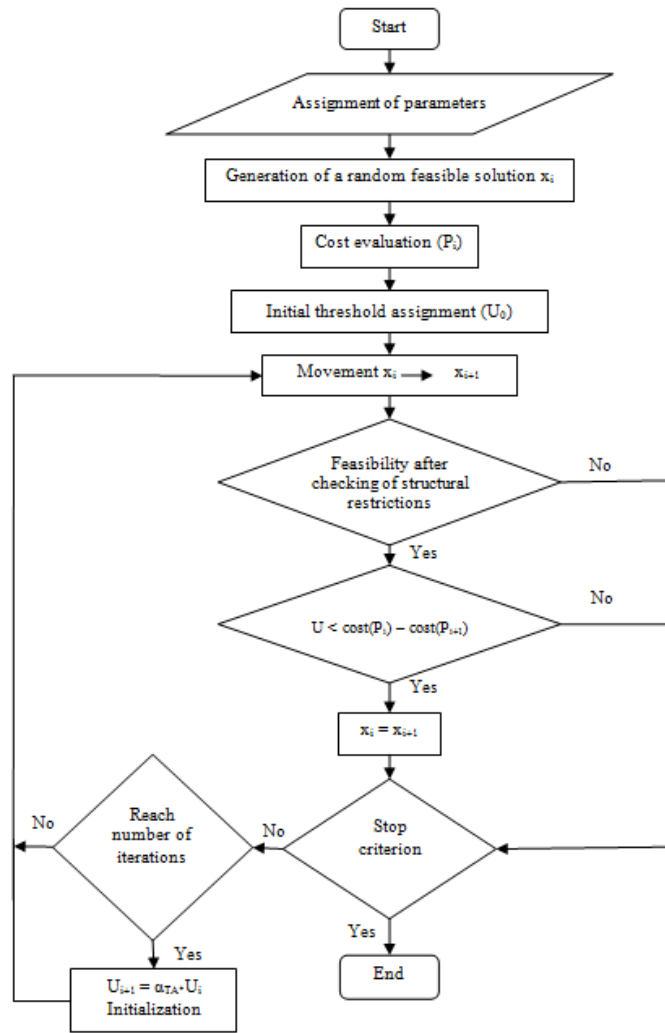 Start
Assignment of parameters
Generation of a random feasible solution xᵢ
Cost evaluation (Pᵢ)
Initial threshold assignment (U₀)
Movement xᵢ → xᵢ₊₁
Feasibility after
checking of structural
restrictions
No
Yes
U < cost(Pᵢ) – cost(Pᵢ₊₁)
No
Yes
xᵢ = xᵢ₊₁
Stop
criterion
No
Reach
number of
iterations
No
Yes
Yes
Uᵢ₊₁ = α_TA·Uᵢ
Initialization
End